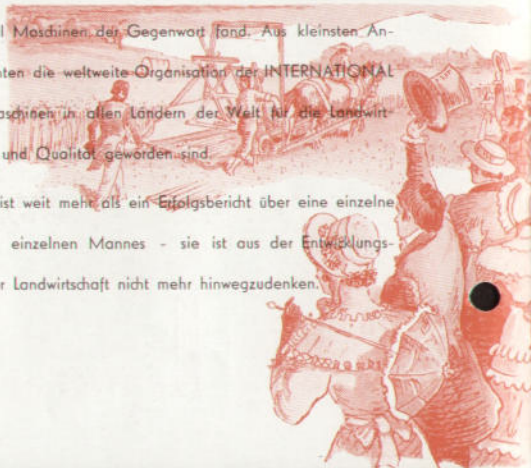 l Maschinen der Gegenwart fand. Aus kleinsten An-
nten die weltweite Organisation der INTERNATIONAL
aschinen in allen Ländern der Welt für die Landwirt-
und Qualität geworden sind.
ist weit mehr als ein Erfolgsbericht über eine einzelne
einzelnen Mannes - sie ist aus der Entwicklungs-
r Landwirtschaft nicht mehr hinwegzudenken.